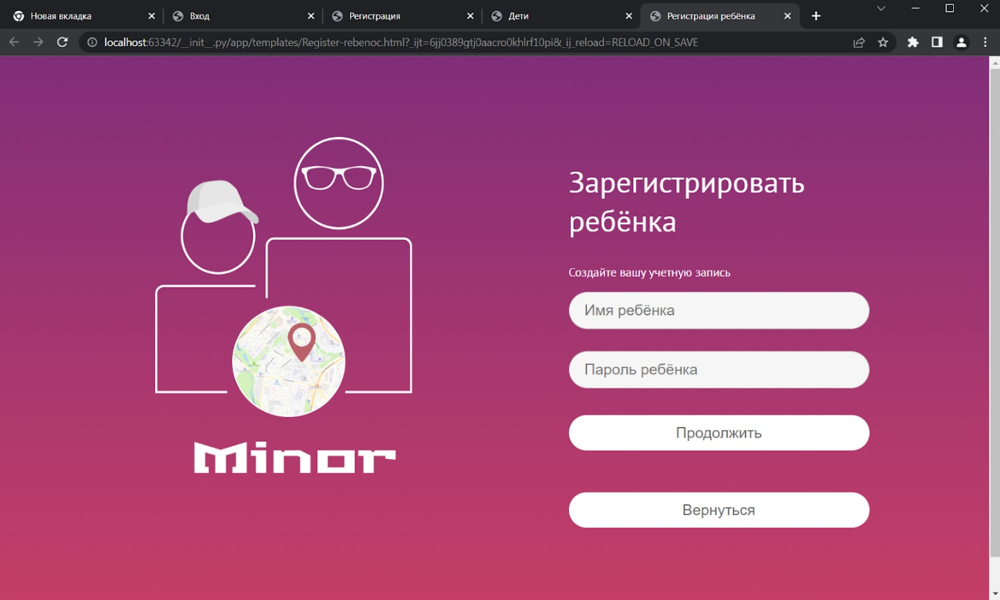 Новая вкладка
Вход
Регистрация
Дети
Регистрация ребёнка
localhost:63342/__init__.py/app/templates/Register-rebenoc.html?_ijt=6jj0389gtj0aacro0khlrf10pi&_ij_reload=RELOAD_ON_SAVE
Зарегистрировать
ребёнка
Создайте вашу учетную запись
Имя ребёнка
Пароль ребёнка
Продолжить
Вернуться
Minor